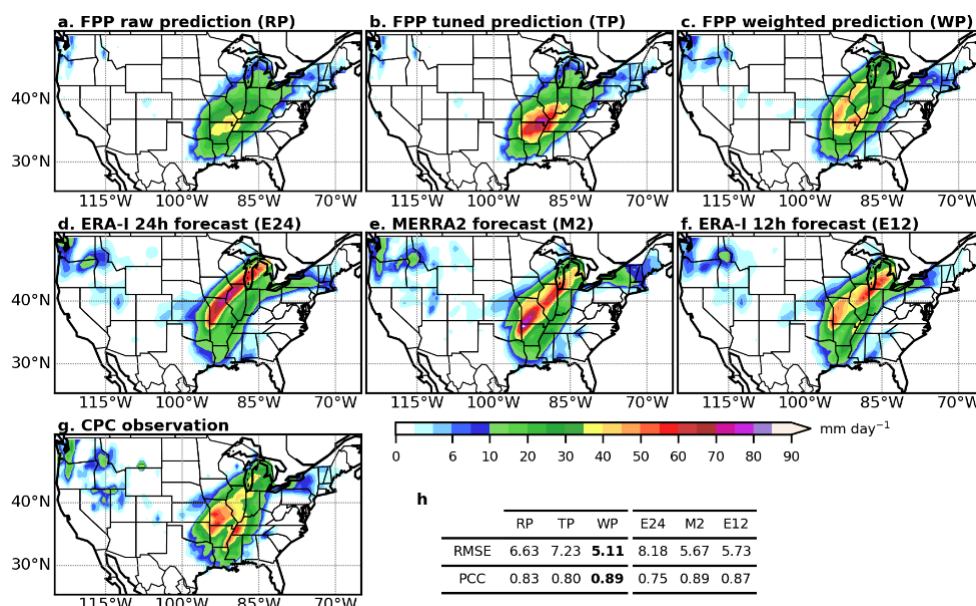 a. FPP raw prediction (RP)
b. FPP tuned prediction (TP)
c. FPP weighted prediction (WP)
40°N
30°N
115°W 100°W 85°W 70°W
115°W 100°W 85°W 70°W
115°W 100°W 85°W 70°W
d. ERA-I 24h forecast (E24)
e. MERRA2 forecast (M2)
f. ERA-I 12h forecast (E12)
40°N
30°N
115°W 100°W 85°W 70°W
115°W 100°W 85°W 70°W
115°W 100°W 85°W 70°W
g. CPC observation
40°N
30°N
115°W 100°W 85°W 70°W
mm day⁻¹
0 6 10 20 30 40 50 60 70 80 90
h
RP TP WP E24 M2 E12
RMSE 6.63 7.23 5.11 8.18 5.67 5.73
PCC 0.83 0.80 0.89 0.75 0.89 0.87